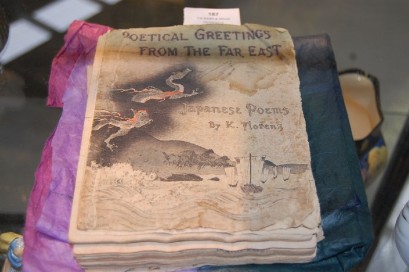 POETICAL GREETINGS
FROM THE FAR EAST
Japanese Poems
By K. Florenz